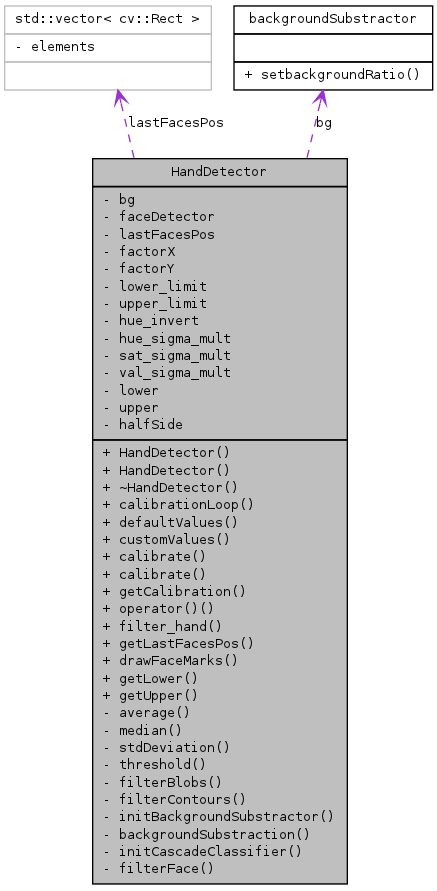 std::vector< cv::Rect >
- elements
backgroundSubstractor
+ setbackgroundRatio()
lastFacesPos
bg
HandDetector
- bg
- faceDetector
- lastFacesPos
- factorX
- factorY
- lower_limit
- upper_limit
- hue_invert
- hue_sigma_mult
- sat_sigma_mult
- val_sigma_mult
- lower
- upper
- halfSide
+ HandDetector()
+ HandDetector()
+ ~HandDetector()
+ calibrationLoop()
+ defaultValues()
+ customValues()
+ calibrate()
+ calibrate()
+ getCalibration()
+ operator()()
+ filter_hand()
+ getLastFacesPos()
+ drawFaceMarks()
+ getLower()
+ getUpper()
- average()
- median()
- stdDeviation()
- threshold()
- filterBlobs()
- filterContours()
- initBackgroundSubstractor()
- backgroundSubstraction()
- initCascadeClassifier()
- filterFace()